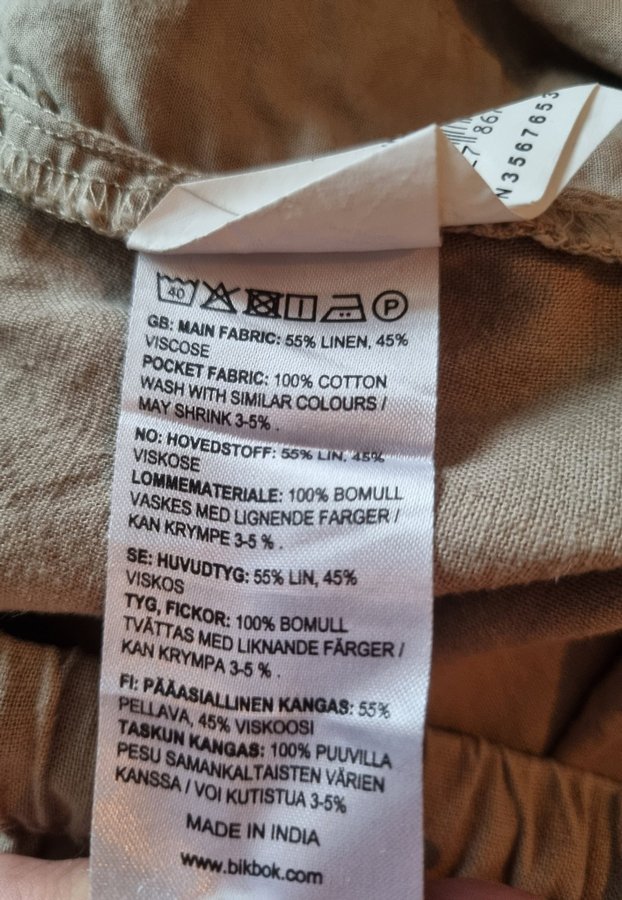 N3567653
786
40
P
GB: MAIN FABRIC: 55% LINEN, 45%
VISCOSE
POCKET FABRIC: 100% COTTON
WASH WITH SIMILAR COLOURS /
MAY SHRINK 3-5% .
NO: HOVEDSTOFF: 55% LIN, 45%
VISKOSE
LOMMEMATERIALE: 100% BOMULL
VASKES MED LIGNENDE FARGER /
KAN KRYMPE 3-5 % .
SE: HUVUDTYG: 55% LIN, 45%
VISKOS
TYG, FICKOR: 100% BOMULL
TVÄTTAS MED LIKNANDE FÄRGER /
KAN KRYMPA 3-5 % .
FI: PÄÄASIALLINEN KANGAS: 55%
PELLAVA, 45% VISKOOSI
TASKUN KANGAS: 100% PUUVILLA
PESU SAMANKALTAISTEN VÄRIEN
KANSSA / VOI KUTISTUA 3-5%
MADE IN INDIA
www.bikbok.com